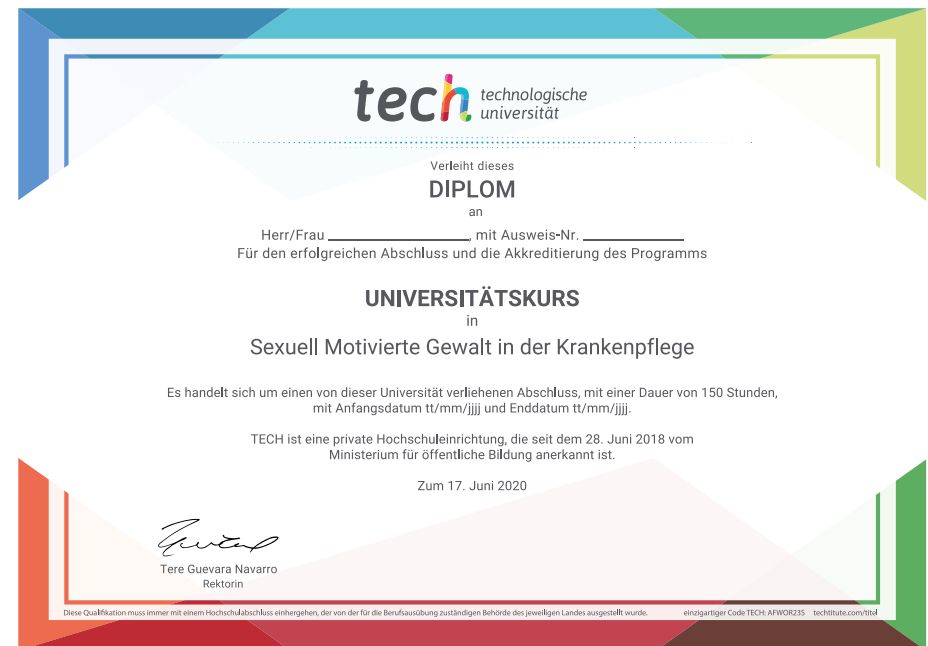 tech technologische
universität
Verleiht dieses
DIPLOM
an
Herr/Frau ____________________, mit Ausweis-Nr. ______________
Für den erfolgreichen Abschluss und die Akkreditierung des Programms
UNIVERSITÄTSKURS
in
Sexuell Motivierte Gewalt in der Krankenpflege
Es handelt sich um einen von dieser Universität verliehenen Abschluss, mit einer Dauer von 150 Stunden,
mit Anfangsdatum tt/mm/jjjj und Enddatum tt/mm/jjjj.
TECH ist eine private Hochschuleinrichtung, die seit dem 28. Juni 2018 vom
Ministerium für öffentliche Bildung anerkannt ist.
Zum 17. Juni 2020
Tere Guevara Navarro
Rektorin
Diese Qualifikation muss immer mit einem Hochschulabschluss einhergehen, der von der für die Berufsausübung zuständigen Behörde des jeweiligen Landes ausgestellt wurde. einzigartiger Code TECH: AFWOR23S techtitute.com/titel